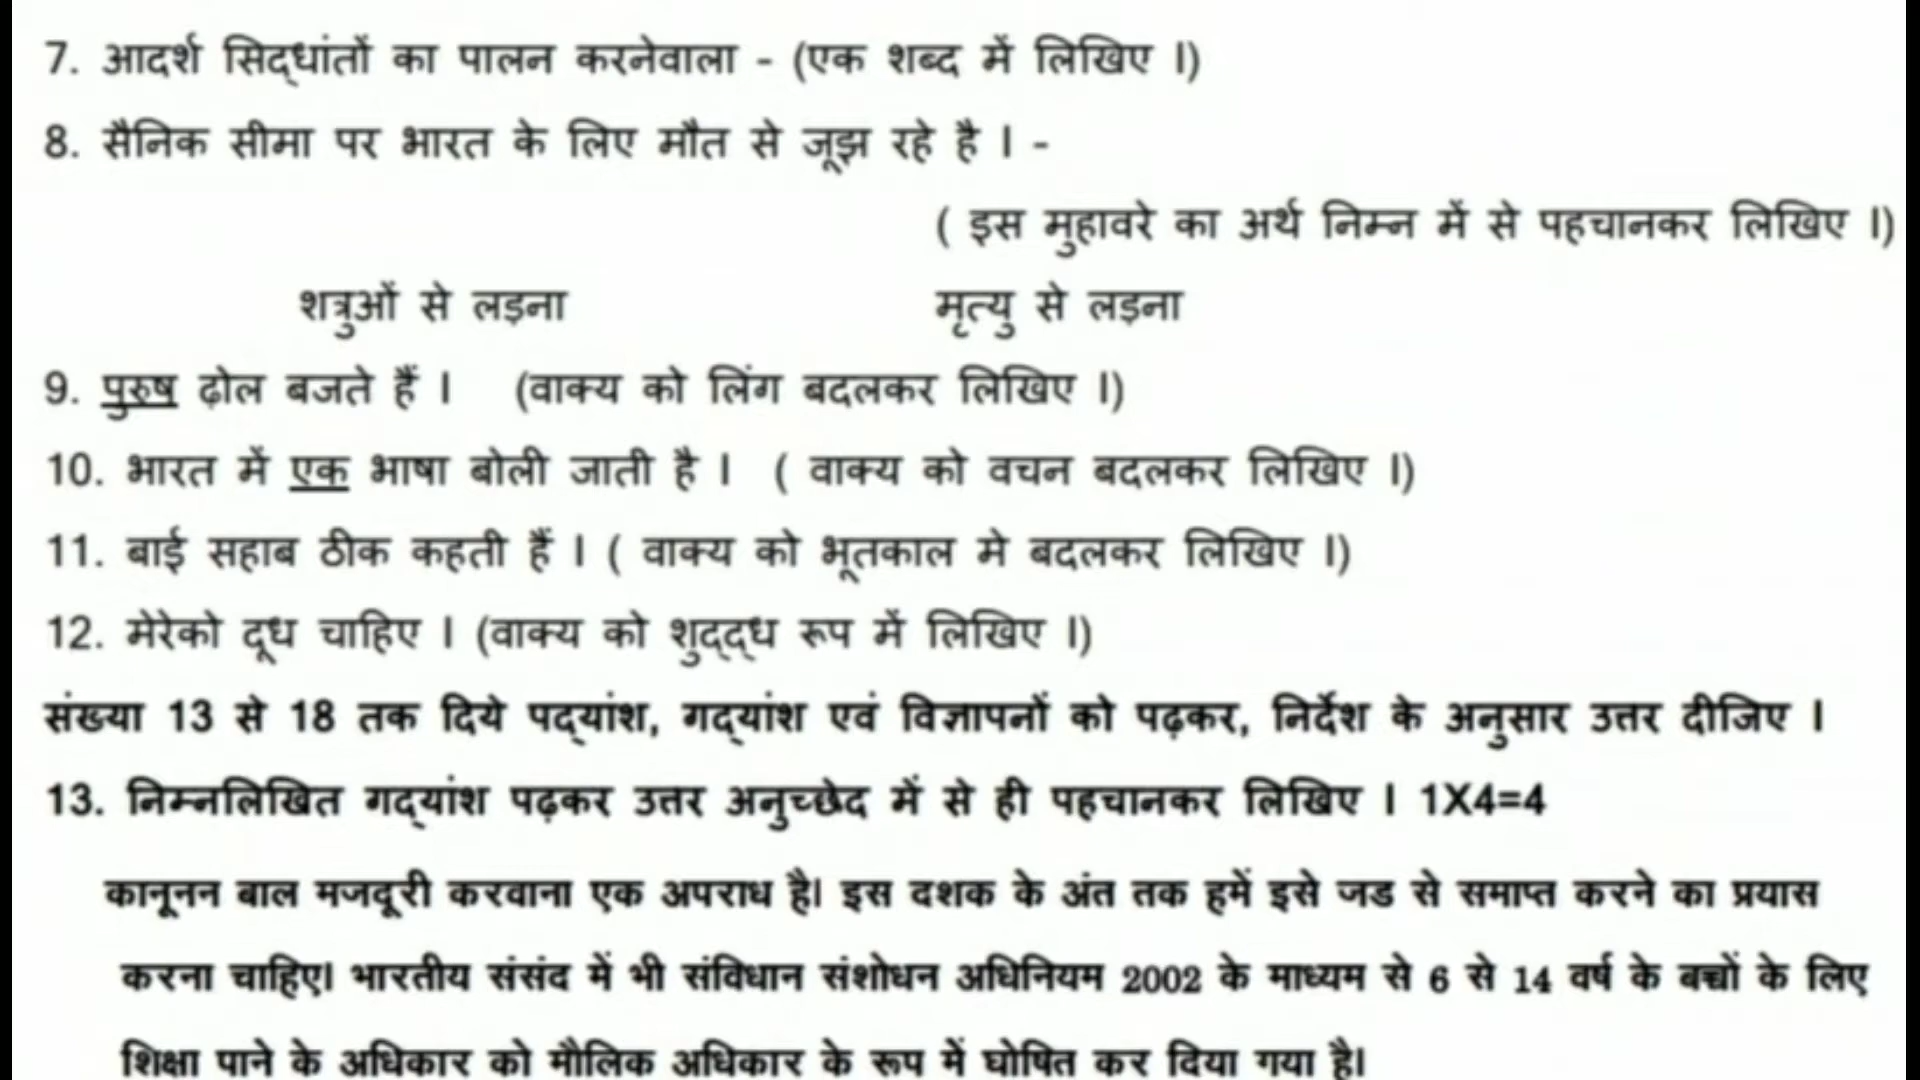 7. आदर्श सिद्धांतों का पालन करनेवाला - (एक शब्द में लिखिए ।)
8. सैनिक सीमा पर भारत के लिए मौत से जूझ रहे है । -
( इस मुहावरे का अर्थ निम्न में से पहचानकर लिखिए ।)
शत्रुओं से लड़ना मृत्यु से लड़ना
9. पुरुष ढ़ोल बजते हैं । (वाक्य को लिंग बदलकर लिखिए ।)
10. भारत में एक भाषा बोली जाती है । ( वाक्य को वचन बदलकर लिखिए ।)
11. बाई सहाब ठीक कहती हैं । ( वाक्य को भूतकाल मे बदलकर लिखिए ।)
12. मेरेको दूध चाहिए । (वाक्य को शुद्द्ध रूप में लिखिए ।)
संख्या 13 से 18 तक दिये पद्यांश, गद्यांश एवं विज्ञापनों को पढ़कर, निर्देश के अनुसार उत्तर दीजिए ।
13. निम्नलिखित गद्यांश पढ़कर उत्तर अनुच्छेद में से ही पहचानकर लिखिए । 1X4=4
कानूनन बाल मजदूरी करवाना एक अपराध है। इस दशक के अंत तक हमें इसे जड से समाप्त करने का प्रयास
करना चाहिए। भारतीय संसंद में भी संविधान संशोधन अधिनियम 2002 के माध्यम से 6 से 14 वर्ष के बच्चों के लिए
शिक्षा पाने के अधिकार को मौलिक अधिकार के रूप में घोषित कर दिया गया है।